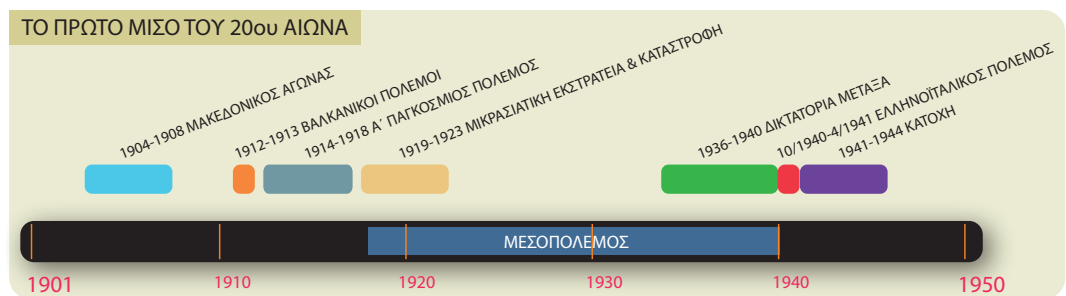 ΤΟ ΠΡΩΤΟ ΜΙΣΟ ΤΟΥ 20ου ΑΙΩΝΑ
1904-1908 ΜΑΚΕΔΟΝΙΚΟΣ ΑΓΩΝΑΣ
1912-1913 ΒΑΛΚΑΝΙΚΟΙ ΠΟΛΕΜΟΙ
1914-1918 Α΄ ΠΑΓΚΟΣΜΙΟΣ ΠΟΛΕΜΟΣ
1919-1923 ΜΙΚΡΑΣΙΑΤΙΚΗ ΕΚΣΤΡΑΤΕΙΑ & ΚΑΤΑΣΤΡΟΦΗ
1936-1940 ΔΙΚΤΑΤΟΡΙΑ ΜΕΤΑΞΑ
10/1940-4/1941 ΕΛΛΗΝΟΪΤΑΛΙΚΟΣ ΠΟΛΕΜΟΣ
1941-1944 ΚΑΤΟΧΗ
ΜΕΣΟΠΟΛΕΜΟΣ
1901 1910 1920 1930 1940 1950